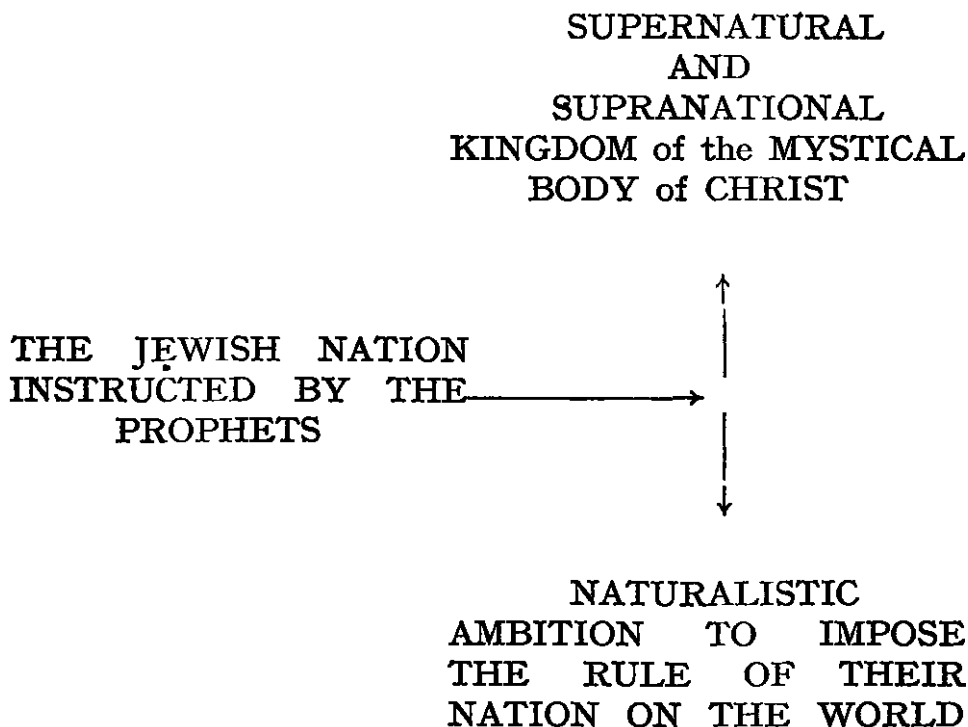 SUPERNATURAL
AND
SUPRANATIONAL
KINGDOM of the MYSTICAL
BODY of CHRIST
THE JEWISH NATION
INSTRUCTED BY THE
PROPHETS
NATURALISTIC
AMBITION TO IMPOSE
THE RULE OF THEIR
NATION ON THE WORLD